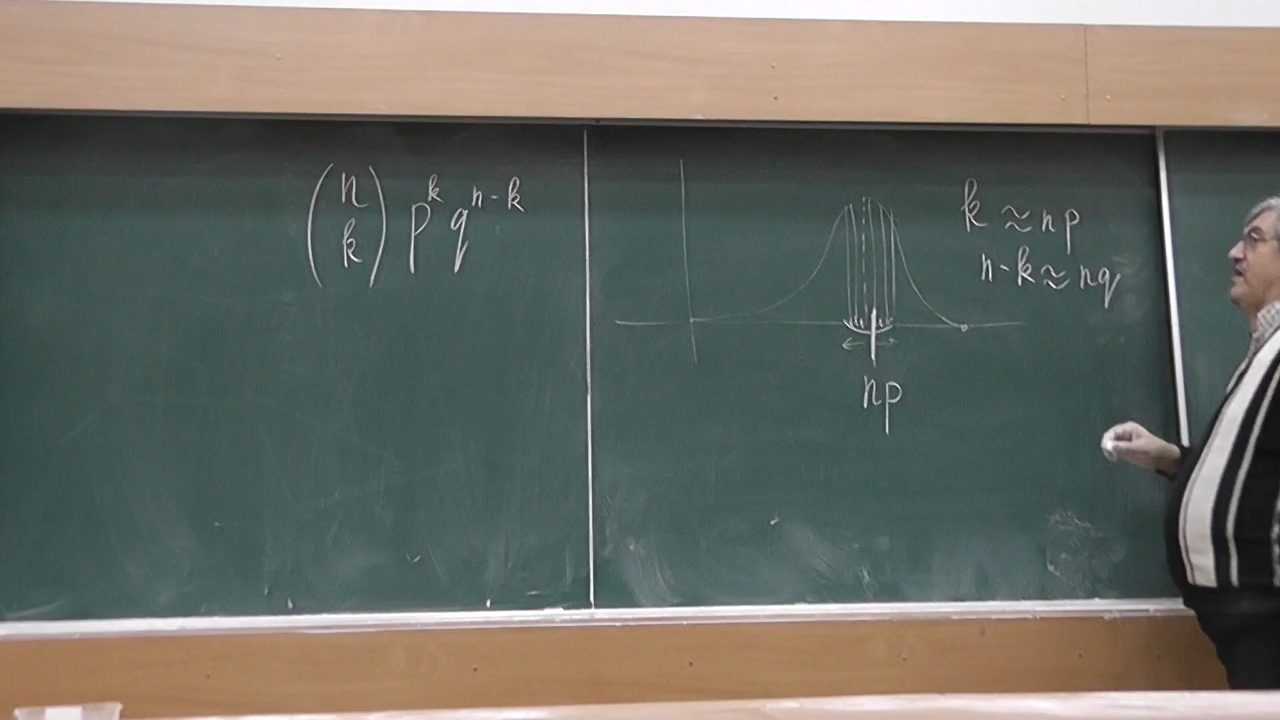 (n k) p^k q^{n-k}
k ≈ np
n-k ≈ nq
np